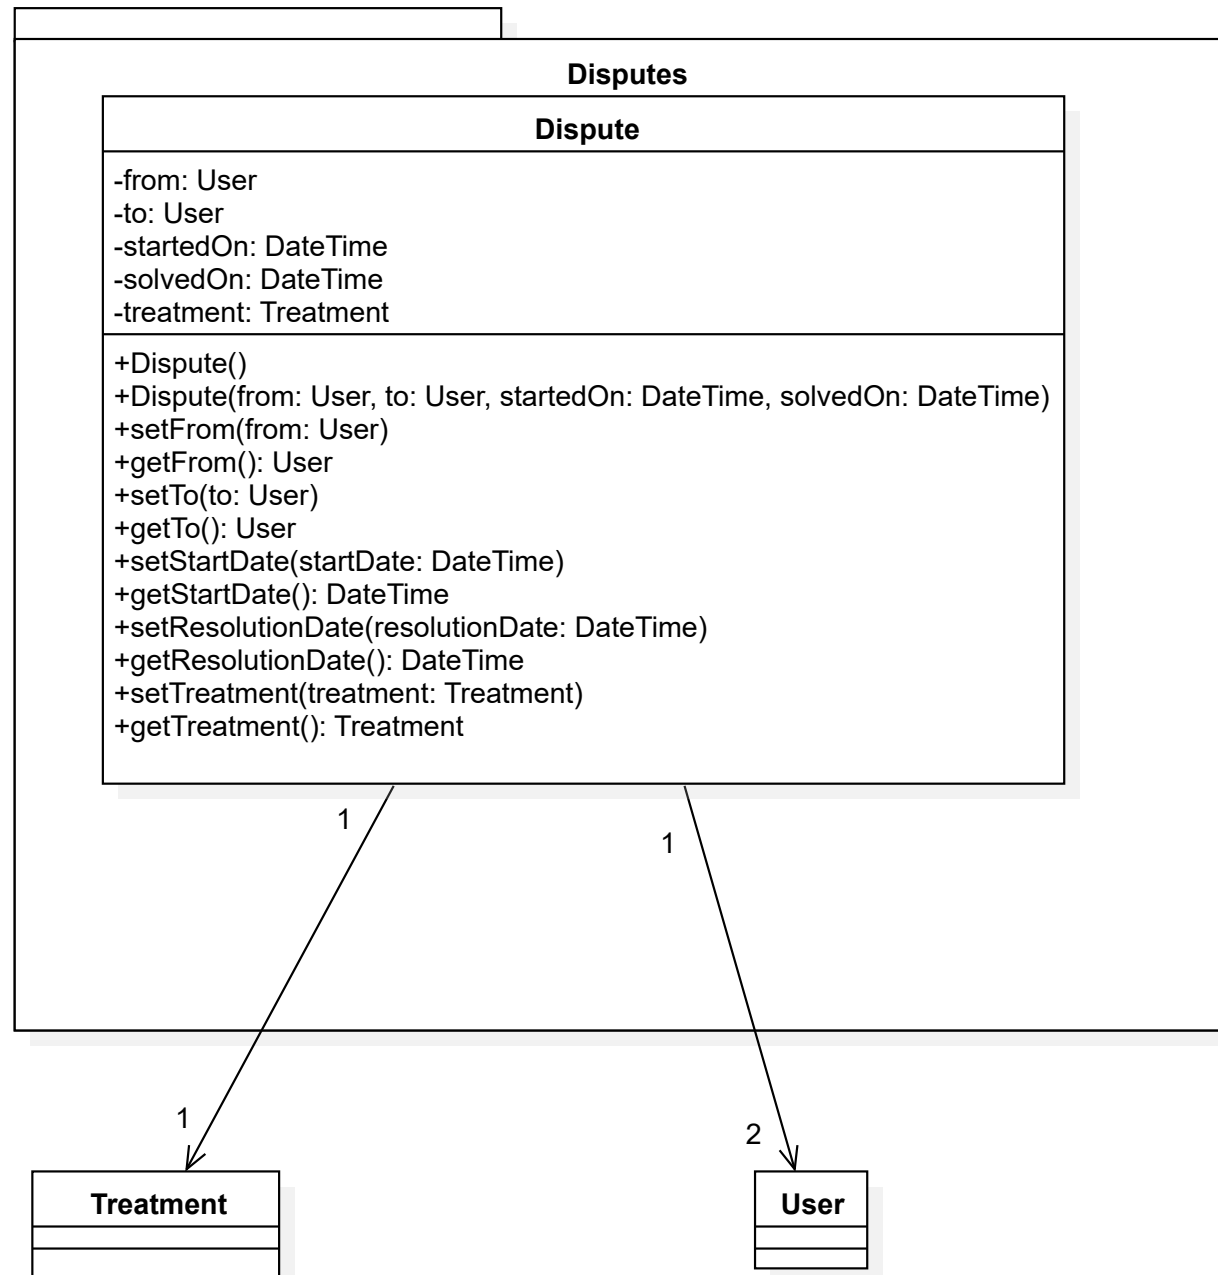 Disputes
Dispute
-from: User
-to: User
-startedOn: DateTime
-solvedOn: DateTime
-treatment: Treatment
+Dispute()
+Dispute(from: User, to: User, startedOn: DateTime, solvedOn: DateTime)
+setFrom(from: User)
+getFrom(): User
+setTo(to: User)
+getTo(): User
+setStartDate(startDate: DateTime)
+getStartDate(): DateTime
+setResolutionDate(resolutionDate: DateTime)
+getResolutionDate(): DateTime
+setTreatment(treatment: Treatment)
+getTreatment(): Treatment
1
1
1
2
Treatment
User